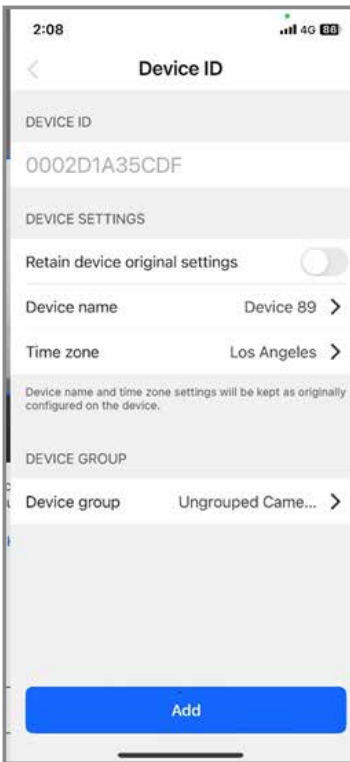 2:08
4G 86
Device ID
DEVICE ID
0002D1A35CDF
DEVICE SETTINGS
Retain device original settings
Device name Device 89
Time zone Los Angeles
Device name and time zone settings will be kept as originally
configured on the device.
DEVICE GROUP
Device group Ungrouped Came...
Add